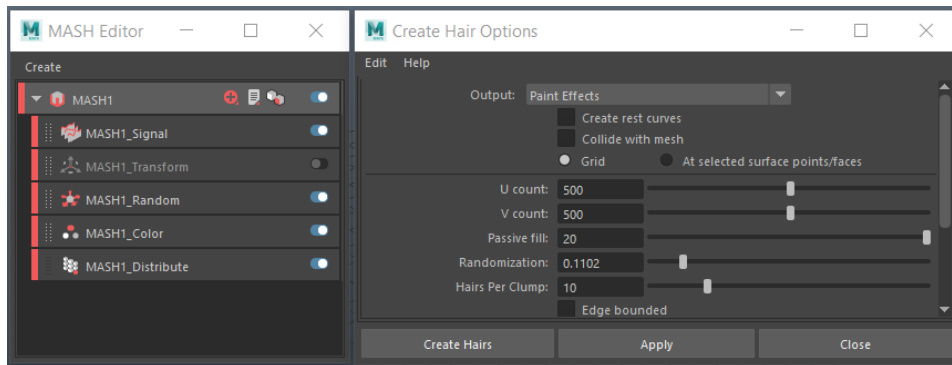 MASH Editor
Create
MASH1
MASH1_Signal
MASH1_Transform
MASH1_Random
MASH1_Color
MASH1_Distribute
Create Hair Options
Edit Help
Output: Paint Effects
Create rest curves
Collide with mesh
Grid At selected surface points/faces
U count: 500
V count: 500
Passive fill: 20
Randomization: 0.1102
Hairs Per Clump: 10
Edge bounded
Create Hairs Apply Close